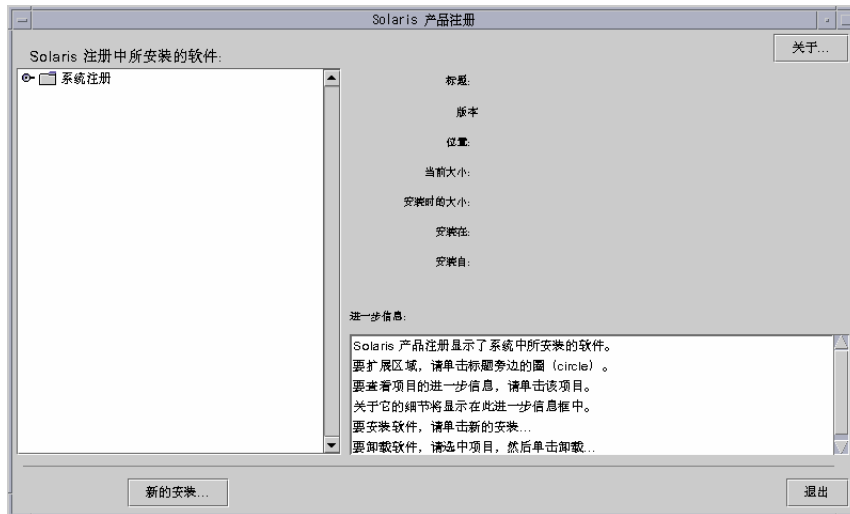 Solaris 产品注册
关于...
Solaris 注册中所安装的软件:
系统注册
标题:
版本
位置:
当前大小:
安装时的大小:
安装在:
安装自:
进一步信息:
Solaris 产品注册显示了系统中所安装的软件。
要扩展区域，请单击标题旁边的圈（circle）。
要查看项目的进一步信息，请单击该项目。
关于它的细节将显示在此进一步信息框中。
要安装软件，请单击新的安装...
要卸载软件，请选中项目，然后单击卸载...
新的安装...
退出